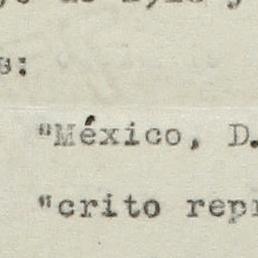 s:
"México, D.
"crito repr